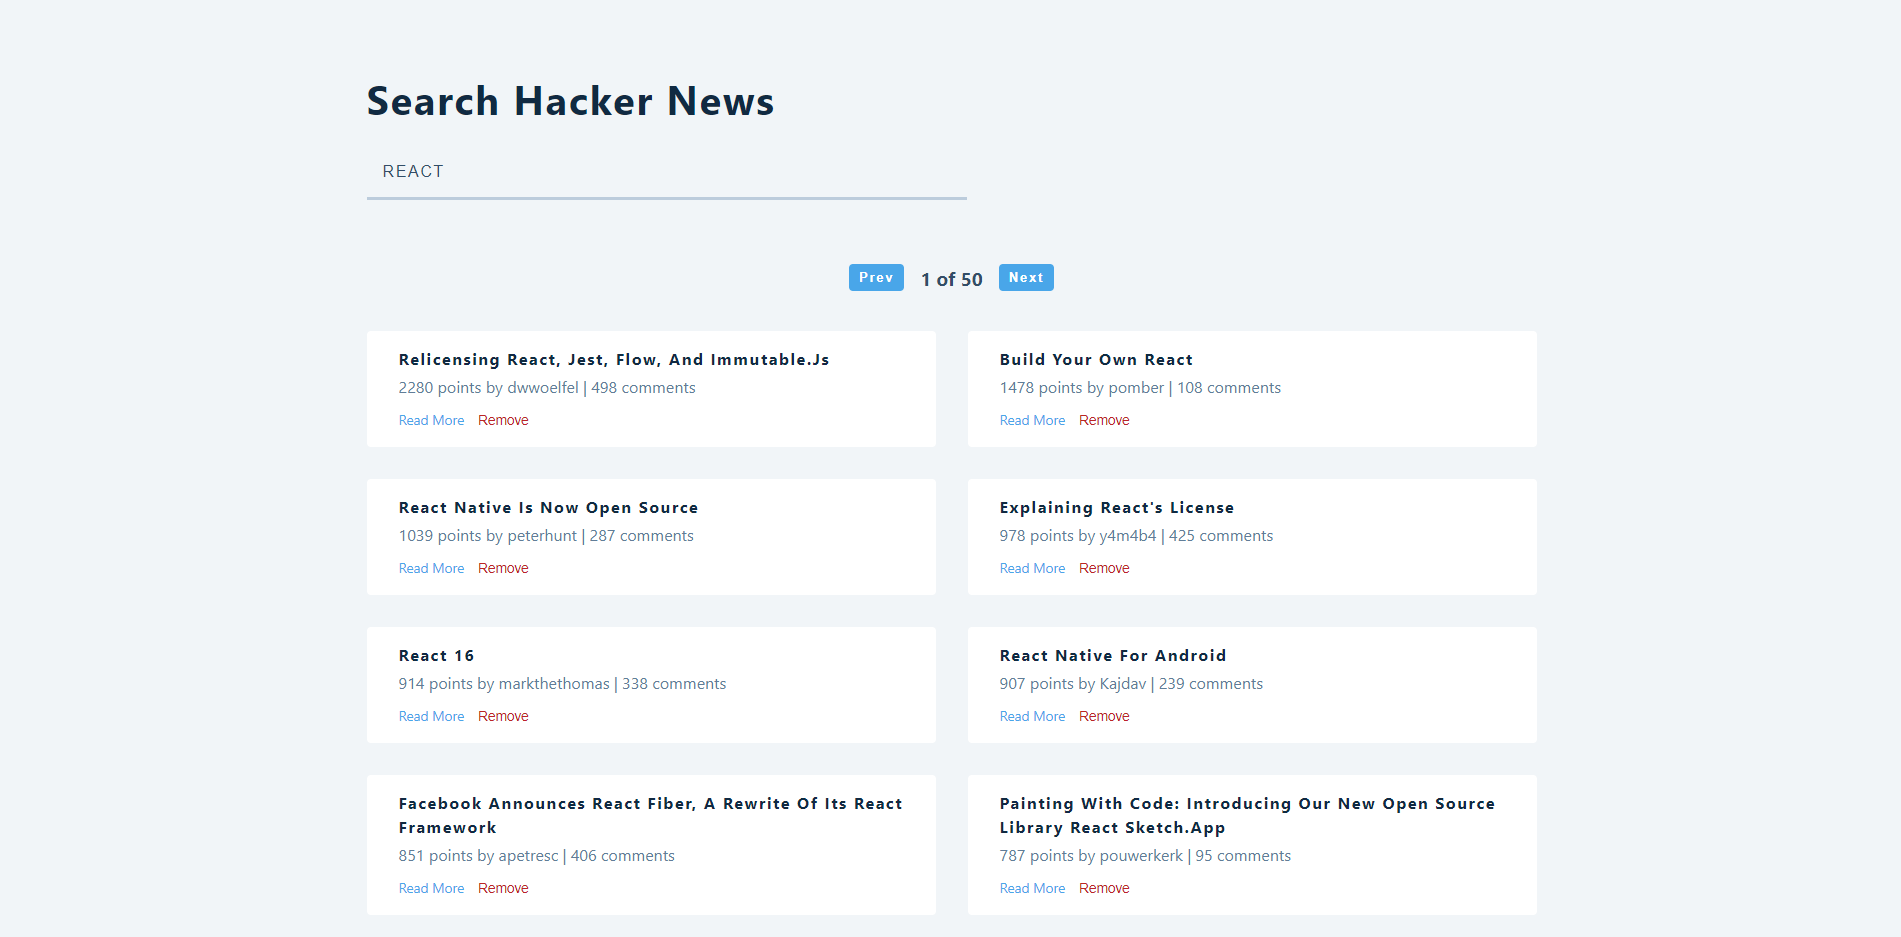 Search Hacker News
REACT
Prev 1 of 50 Next
Relicensing React, Jest, Flow, And Immutable.Js
2280 points by dwwoelfel | 498 comments
Read More Remove
Build Your Own React
1478 points by pomber | 108 comments
Read More Remove
React Native Is Now Open Source
1039 points by peterhunt | 287 comments
Read More Remove
Explaining React's License
978 points by y4m4b4 | 425 comments
Read More Remove
React 16
914 points by markthethomas | 338 comments
Read More Remove
React Native For Android
907 points by Kajdav | 239 comments
Read More Remove
Facebook Announces React Fiber, A Rewrite Of Its React
Framework
851 points by apetresc | 406 comments
Read More Remove
Painting With Code: Introducing Our New Open Source
Library React Sketch.App
787 points by pouwerkerk | 95 comments
Read More Remove